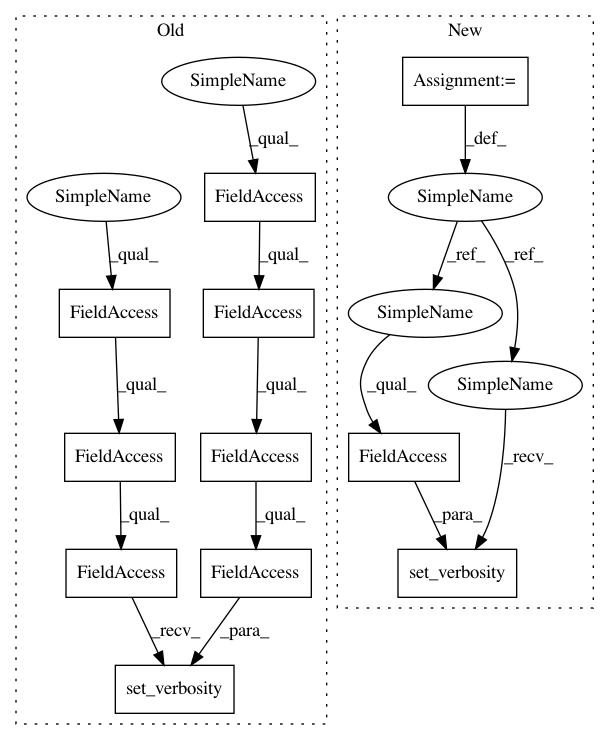 Old
New
SimpleName
Assignment:=
_qual_
_def_
SimpleName
FieldAccess
SimpleName
_qual_
_qual_
_ref_
_ref_
FieldAccess
FieldAccess
SimpleName
SimpleName
_qual_
_qual_
_qual_
FieldAccess
FieldAccess
FieldAccess
_recv_
_qual_
_qual_
_para_
FieldAccess
FieldAccess
set_verbosity
_recv_
_para_
set_verbosity